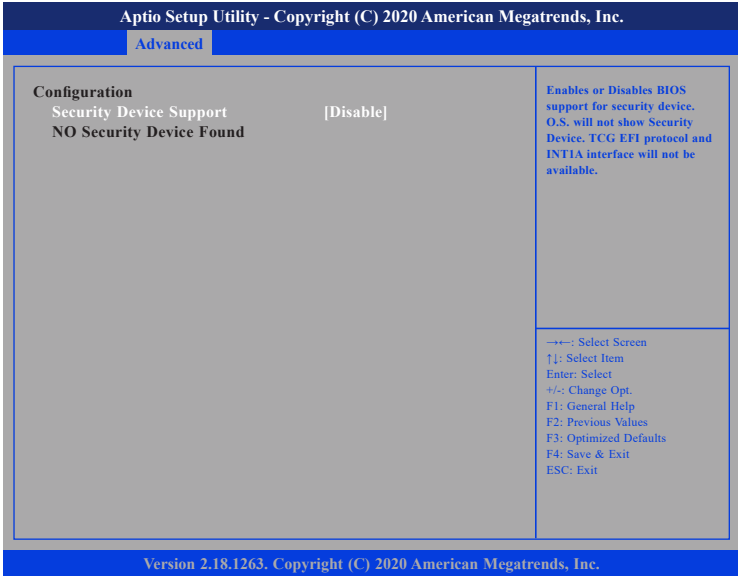 Aptio Setup Utility - Copyright (C) 2020 American Megatrends, Inc.
Advanced
Configuration
Security Device Support [Disable]
NO Security Device Found
Enables or Disables BIOS
support for security device.
O.S. will not show Security
Device. TCG EFI protocol and
INT1A interface will not be
available.
→←: Select Screen
↑↓: Select Item
Enter: Select
+/-: Change Opt.
F1: General Help
F2: Previous Values
F3: Optimized Defaults
F4: Save & Exit
ESC: Exit
Version 2.18.1263. Copyright (C) 2020 American Megatrends, Inc.